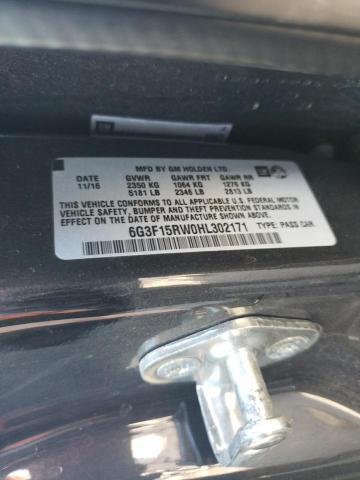 MFD. BY GM HOLDEN LTD.
DATE GVWR GAWR FRT GAWR RR
11/16 2350 KG 1064 KG 1276 KG
5181 LB 2346 LB 2813 LB
THIS VEHICLE CONFORMS TO ALL APPLICABLE U.S. FEDERAL MOTOR
VEHICLE SAFETY, BUMPER, AND THEFT PREVENTION STANDARDS
IN EFFECT ON THE DATE OF MANUFACTURE SHOWN ABOVE.
6G3F15RW0HL302171 TYPE: PASS CAR
GM